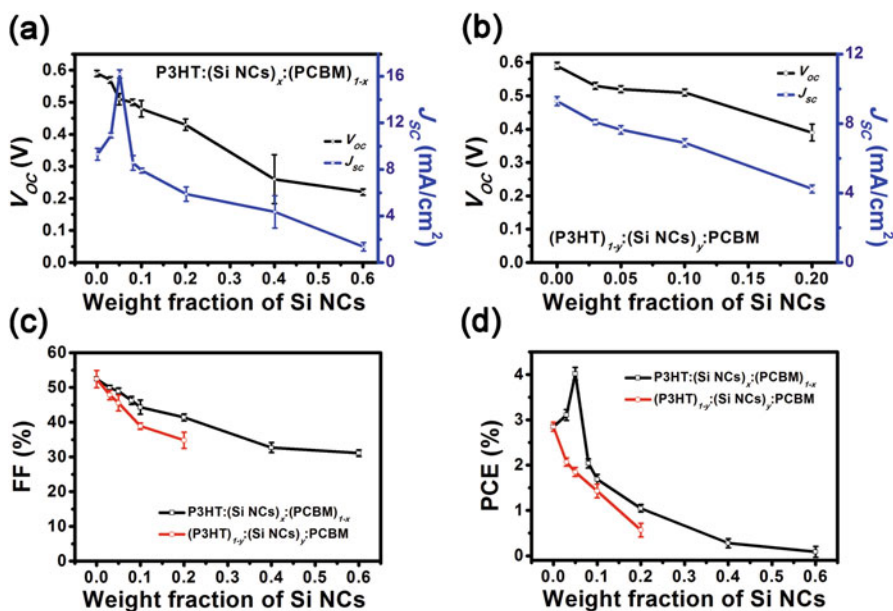 (a)
P3HT:(Si NCs)x:(PCBM)1-x
VOC
JSC
0.6
0.5
0.4
0.3
0.2
0.1
0.0
VOC (V)
16
12
8
4
0
JSC (mA/cm2)
0.0 0.1 0.2 0.3 0.4 0.5 0.6
Weight fraction of Si NCs
(b)
VOC
JSC
(P3HT)1-y:(Si NCs)y:PCBM
0.6
0.5
0.4
0.3
0.2
0.1
0.0
VOC (V)
12
8
4
0
JSC (mA/cm2)
0.00 0.05 0.10 0.15 0.20
Weight fraction of Si NCs
(c)
60
50
40
30
20
10
0
FF (%)
P3HT:(Si NCs)x:(PCBM)1-x
(P3HT)1-y:(Si NCs)y:PCBM
0.0 0.1 0.2 0.3 0.4 0.5 0.6
Weight fraction of Si NCs
(d)
4
3
2
1
0
PCE (%)
P3HT:(Si NCs)x:(PCBM)1-x
(P3HT)1-y:(Si NCs)y:PCBM
0.0 0.1 0.2 0.3 0.4 0.5 0.6
Weight fraction of Si NCs